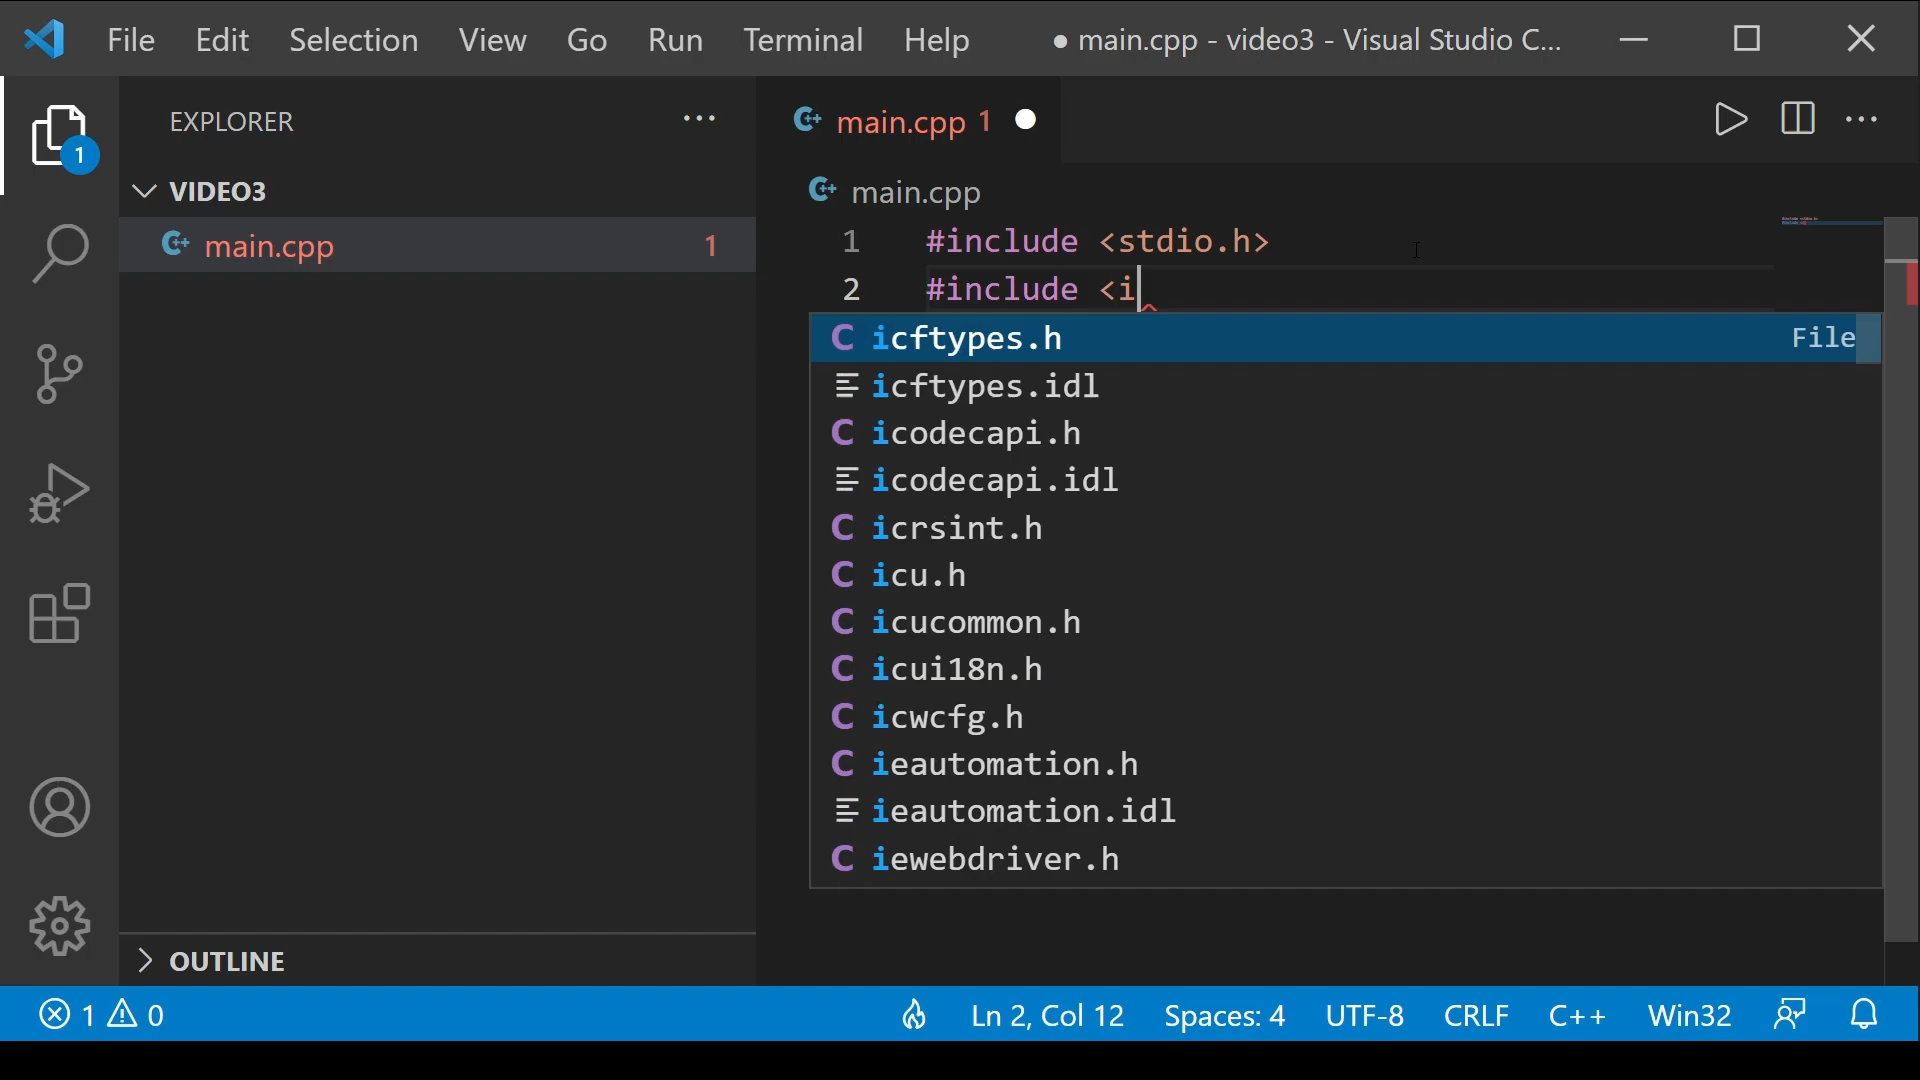 File Edit Selection View Go Run Terminal Help ● main.cpp - video3 - Visual Studio C...
EXPLORER ...
main.cpp 1 ●
1
VIDEO3
main.cpp
main.cpp 1
1 #include <stdio.h>
2 #include <i
icftypes.h File
icftypes.idl
icodecapi.h
icodecapi.idl
icrsint.h
icu.h
icucommon.h
icui18n.h
icwcfg.h
ieautomation.h
ieautomation.idl
iewebdriver.h
OUTLINE
1 0 Ln 2, Col 12 Spaces: 4 UTF-8 CRLF C++ Win32